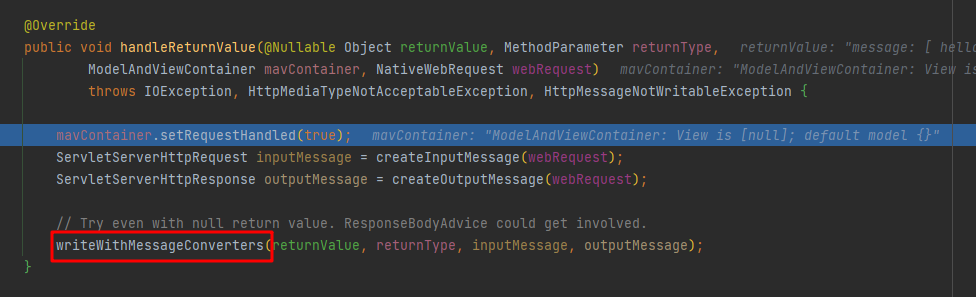 @Override
public void handleReturnValue(@Nullable Object returnValue, MethodParameter returnType,   returnValue: "message: [ hello
        ModelAndViewContainer mavContainer, NativeWebRequest webRequest)   mavContainer: "ModelAndViewContainer: View is
        throws IOException, HttpMediaTypeNotAcceptableException, HttpMessageNotWritableException {
    mavContainer.setRequestHandled(true);   mavContainer: "ModelAndViewContainer: View is [null]; default model {}"
    ServletServerHttpRequest inputMessage = createInputMessage(webRequest);
    ServletServerHttpResponse outputMessage = createOutputMessage(webRequest);
    // Try even with null return value. ResponseBodyAdvice could get involved.
    writeWithMessageConverters(returnValue, returnType, inputMessage, outputMessage);
}